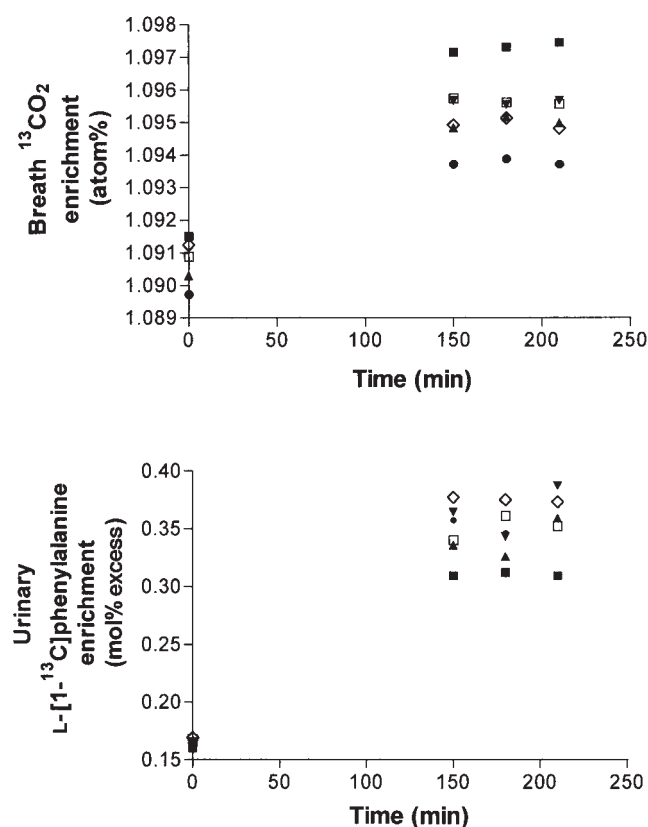 1.098
1.097
1.096
1.095
1.094
1.093
1.092
1.091
1.090
1.089
Breath ¹³CO₂
enrichment
(atom%)
0 50 100 150 200 250
Time (min)
0.40
0.35
0.30
0.25
0.20
0.15
Urinary
L-[1-¹³C]phenylalanine
enrichment
(mol% excess)
0 50 100 150 200 250
Time (min)